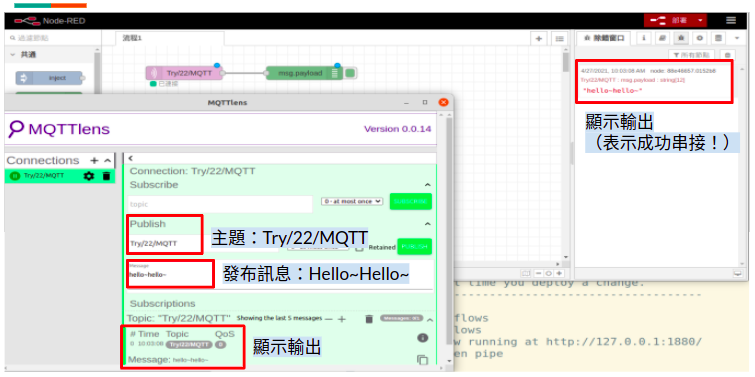 Node-RED
部署
過濾節點
流程1
除錯窗口
共通
所有節點
inject
Try/22/MQTT
msg.payload
已連線
4/27/2021, 10:03:08 AM node: 88e46657.0152b8
Try/22/MQTT : msg.payload : string[12]
"hello~hello~"
顯示輸出
（表示成功串接！）
MQTTlens
MQTTlens
Version 0.0.14
Connections
Try/22/MQTT
Connection: Try/22/MQTT
Subscribe
topic
0 - at most once
SUBSCRIBE
Publish
Try/22/MQTT
主題：Try/22/MQTT
Retained
PUBLISH
Message
hello~hello~
發布訊息：Hello~Hello~
Subscriptions
Topic: "Try/22/MQTT"
Showing the last 5 messages
+
Messages: 0/1
# Time Topic QoS
0 10:03:08 Try/22/MQTT 0
Message: hello~hello~
顯示輸出
t time you deploy a change.
flows
lows
w running at http://127.0.0.1:1880/
en pipe